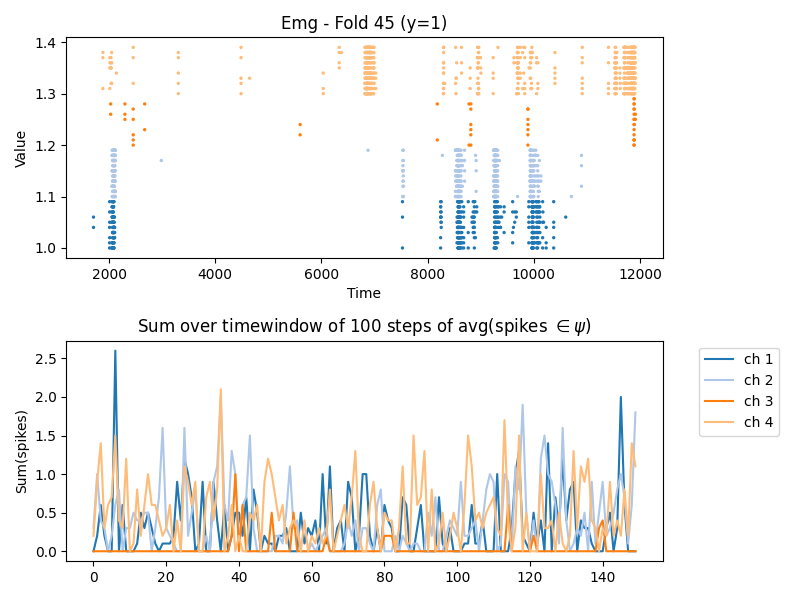 Emg - Fold 45 (y=1)
1.4
1.3
1.2
1.1
1.0
Value
2000 4000 6000 8000 10000 12000
Time
Sum over timewindow of 100 steps of avg(spikes ∈ ψ)
2.5
2.0
1.5
1.0
0.5
0.0
Sum(spikes)
0 20 40 60 80 100 120 140
ch 1
ch 2
ch 3
ch 4